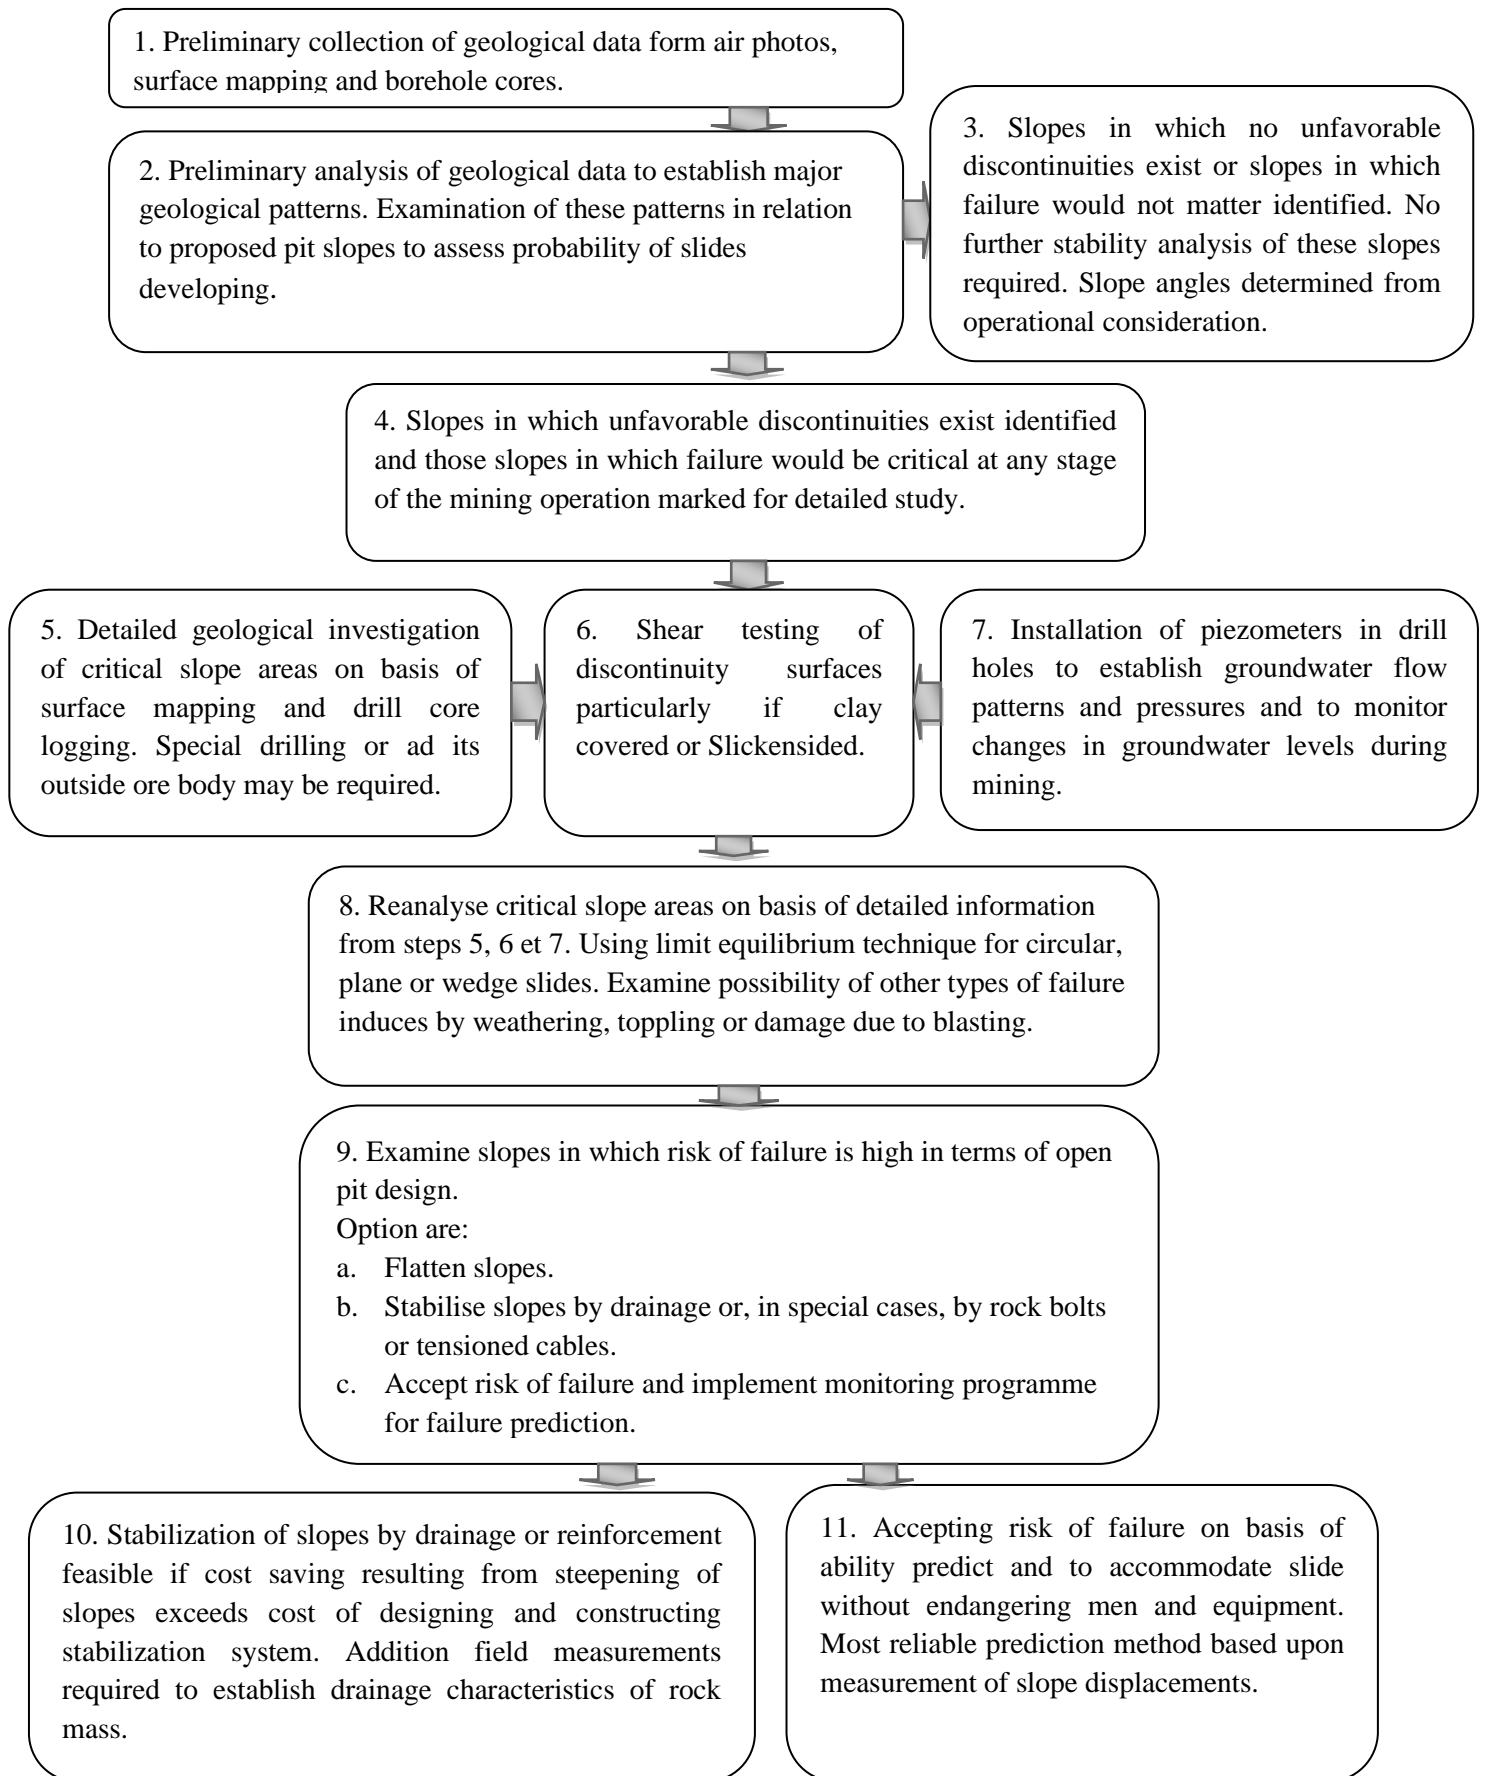 1. Preliminary collection of geological data form air photos,
surface mapping and borehole cores.
2. Preliminary analysis of geological data to establish major
geological patterns. Examination of these patterns in relation
to proposed pit slopes to assess probability of slides
developing.
3. Slopes in which no unfavorable
discontinuities exist or slopes in which
failure would not matter identified. No
further stability analysis of these slopes
required. Slope angles determined from
operational consideration.
4. Slopes in which unfavorable discontinuities exist identified
and those slopes in which failure would be critical at any stage
of the mining operation marked for detailed study.
5. Detailed geological investigation
of critical slope areas on basis of
surface mapping and drill core
logging. Special drilling or ad its
outside ore body may be required.
6. Shear testing of
discontinuity surfaces
particularly if clay
covered or Slickensided.
7. Installation of piezometers in drill
holes to establish groundwater flow
patterns and pressures and to monitor
changes in groundwater levels during
mining.
8. Reanalyse critical slope areas on basis of detailed information
from steps 5, 6 et 7. Using limit equilibrium technique for circular,
plane or wedge slides. Examine possibility of other types of failure
induces by weathering, toppling or damage due to blasting.
9. Examine slopes in which risk of failure is high in terms of open
pit design.
Option are:
a. Flatten slopes.
b. Stabilise slopes by drainage or, in special cases, by rock bolts
or tensioned cables.
c. Accept risk of failure and implement monitoring programme
for failure prediction.
10. Stabilization of slopes by drainage or reinforcement
feasible if cost saving resulting from steepening of
slopes exceeds cost of designing and constructing
stabilization system. Addition field measurements
required to establish drainage characteristics of rock
mass.
11. Accepting risk of failure on basis of
ability predict and to accommodate slide
without endangering men and equipment.
Most reliable prediction method based upon
measurement of slope displacements.